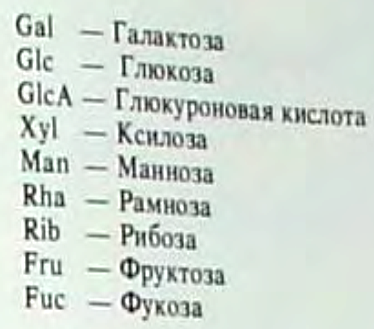 Gal — Галактоза
Glc — Глюкоза
GlcA — Глюкуроновая кислота
Xyl — Ксилоза
Man — Манноза
Rha — Рамноза
Rib — Рибоза
Fru — Фруктоза
Fuc — Фукоза